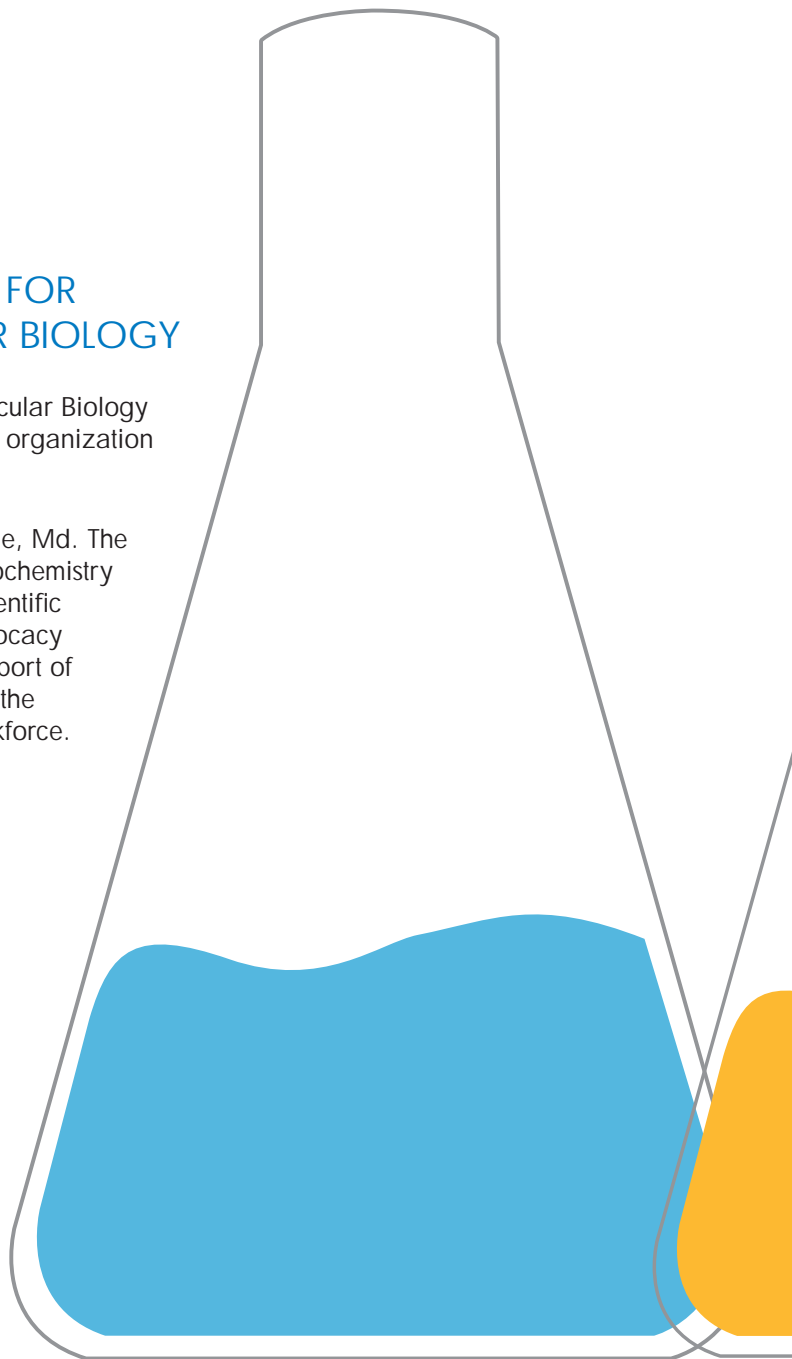 FOR
R BIOLOGY
cular Biology
organization
e, Md. The
ochemistry
entific
ocacy
port of
the
kforce.